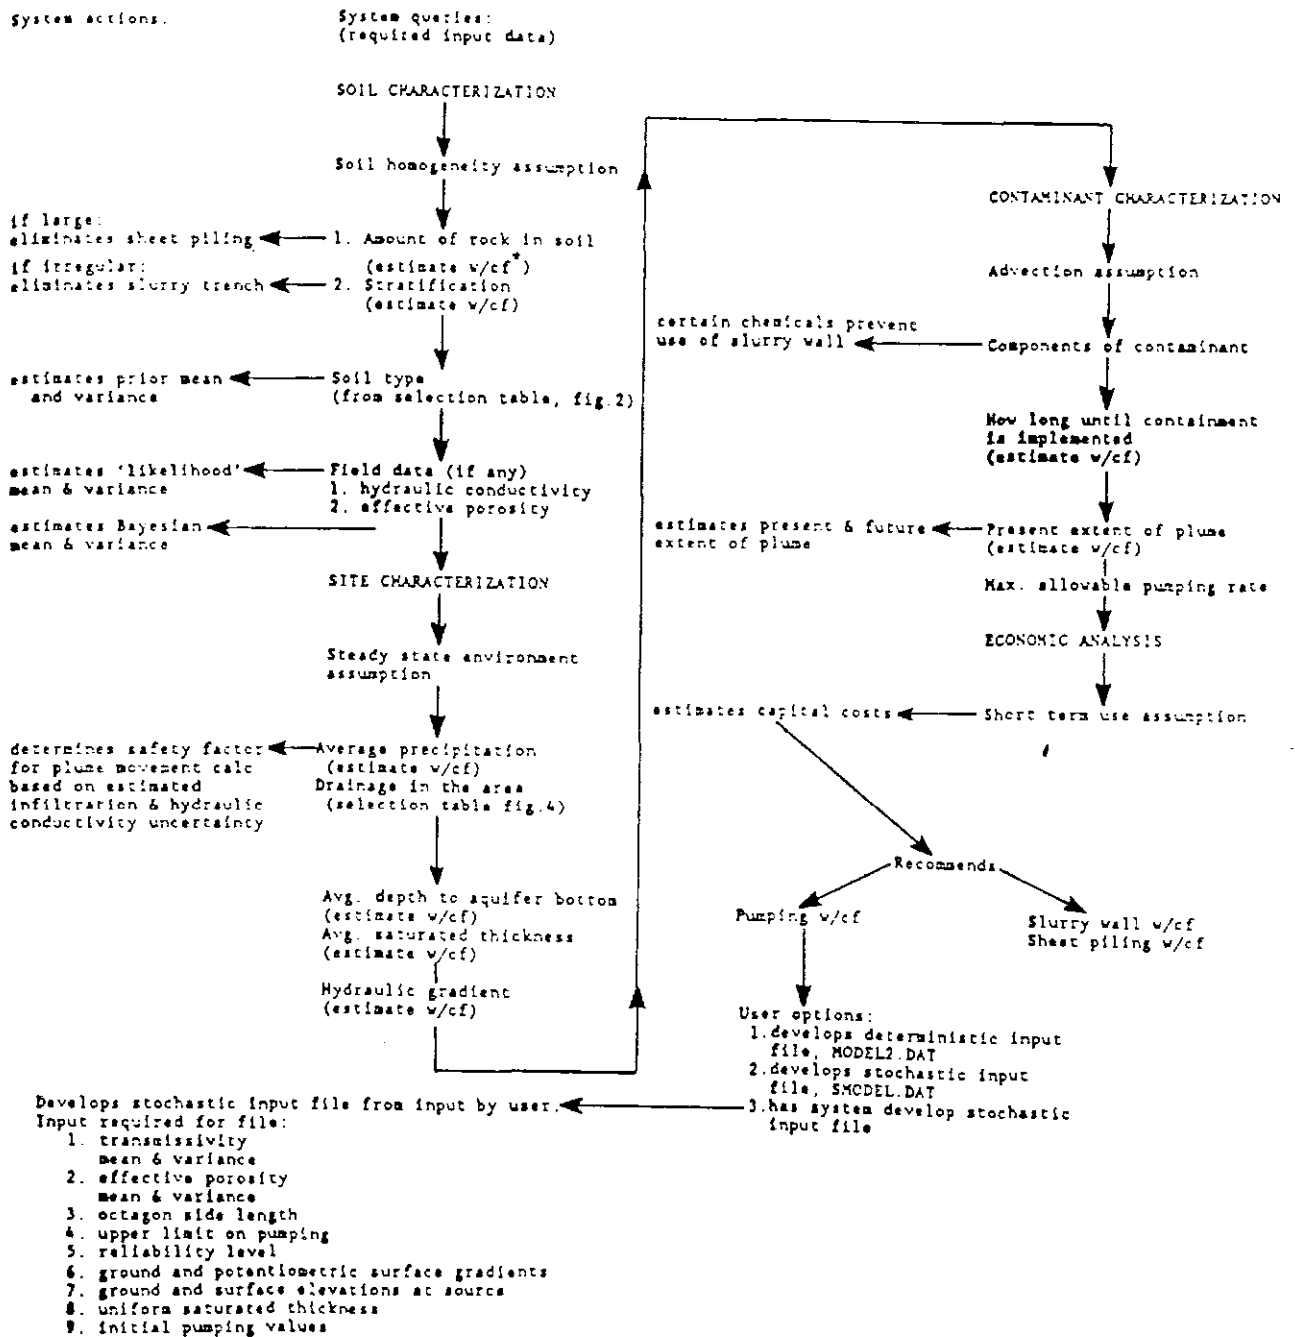 System actions.
System queries:
(required input data)
SOIL CHARACTERIZATION
Soil homogeneity assumption
if large:
eliminates sheet piling
1. Amount of rock in soil
(estimate w/cf*)
if irregular:
eliminates slurry trench
2. Stratification
(estimate w/cf)
estimates prior mean
and variance
Soil type
(from selection table, fig.2)
estimates 'likelihood'
mean & variance
Field data (if any)
1. hydraulic conductivity
2. effective porosity
estimates Bayesian
mean & variance
SITE CHARACTERIZATION
Steady state environment
assumption
determines safety factor
for plume movement calc
based on estimated
infiltration & hydraulic
conductivity uncertainty
Average precipitation
(estimate w/cf)
Drainage in the area
(selection table fig.4)
Avg. depth to aquifer bottom
(estimate w/cf)
Avg. saturated thickness
(estimate w/cf)
Hydraulic gradient
(estimate w/cf)
CONTAMINANT CHARACTERIZATION
Advection assumption
certain chemicals prevent
use of slurry wall
Components of contaminant
How long until containment
is implemented
(estimate w/cf)
estimates present & future
extent of plume
Present extent of plume
(estimate w/cf)
Max. allowable pumping rate
ECONOMIC ANALYSIS
estimates capital costs
Short term use assumption
Recommends
Pumping w/cf
Slurry wall w/cf
Sheet piling w/cf
User options:
1.develops deterministic input
file, MODEL2.DAT
2.develops stochastic input
file, SMODEL.DAT
3.has system develop stochastic
input file
Develops stochastic input file from input by user.
Input required for file:
1. transmissivity
mean & variance
2. effective porosity
mean & variance
3. octagon side length
4. upper limit on pumping
5. reliability level
6. ground and potentiometric surface gradients
7. ground and surface elevations at source
8. uniform saturated thickness
9. initial pumping values